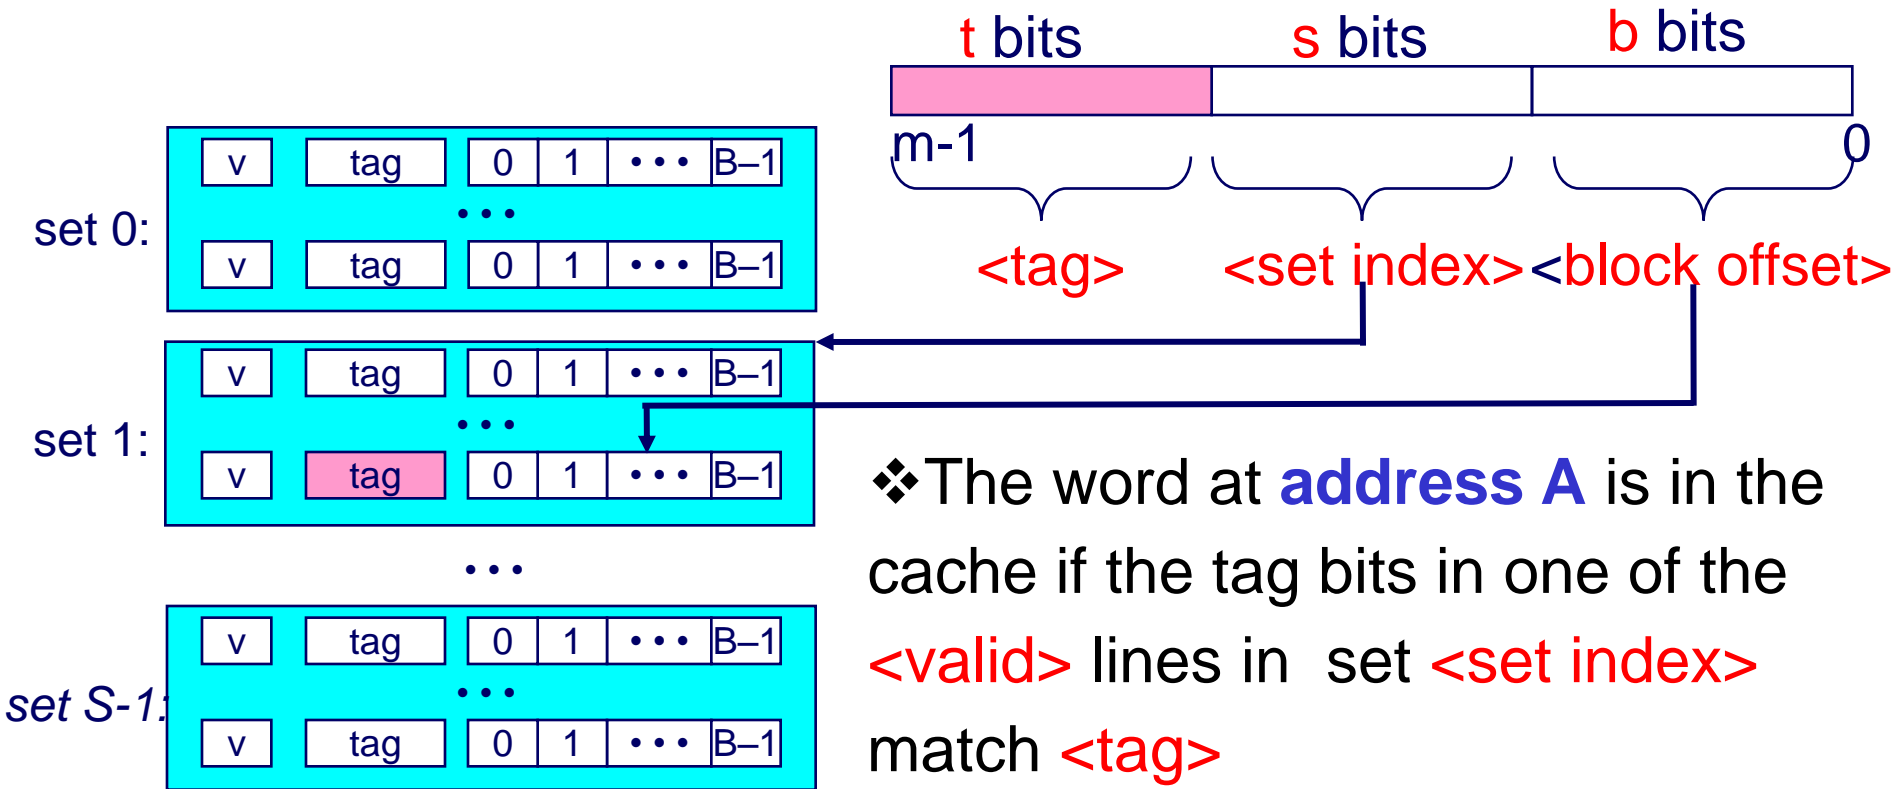 t bits s bits b bits
m-1 0
<tag> <set index> <block offset>
set 0:
v tag 0 1 • • • B–1
• • •
v tag 0 1 • • • B–1
set 1:
v tag 0 1 • • • B–1
• • •
v tag 0 1 • • • B–1
• • •
set S-1:
v tag 0 1 • • • B–1
• • •
v tag 0 1 • • • B–1
❖The word at address A is in the
cache if the tag bits in one of the
<valid> lines in set <set index>
match <tag>